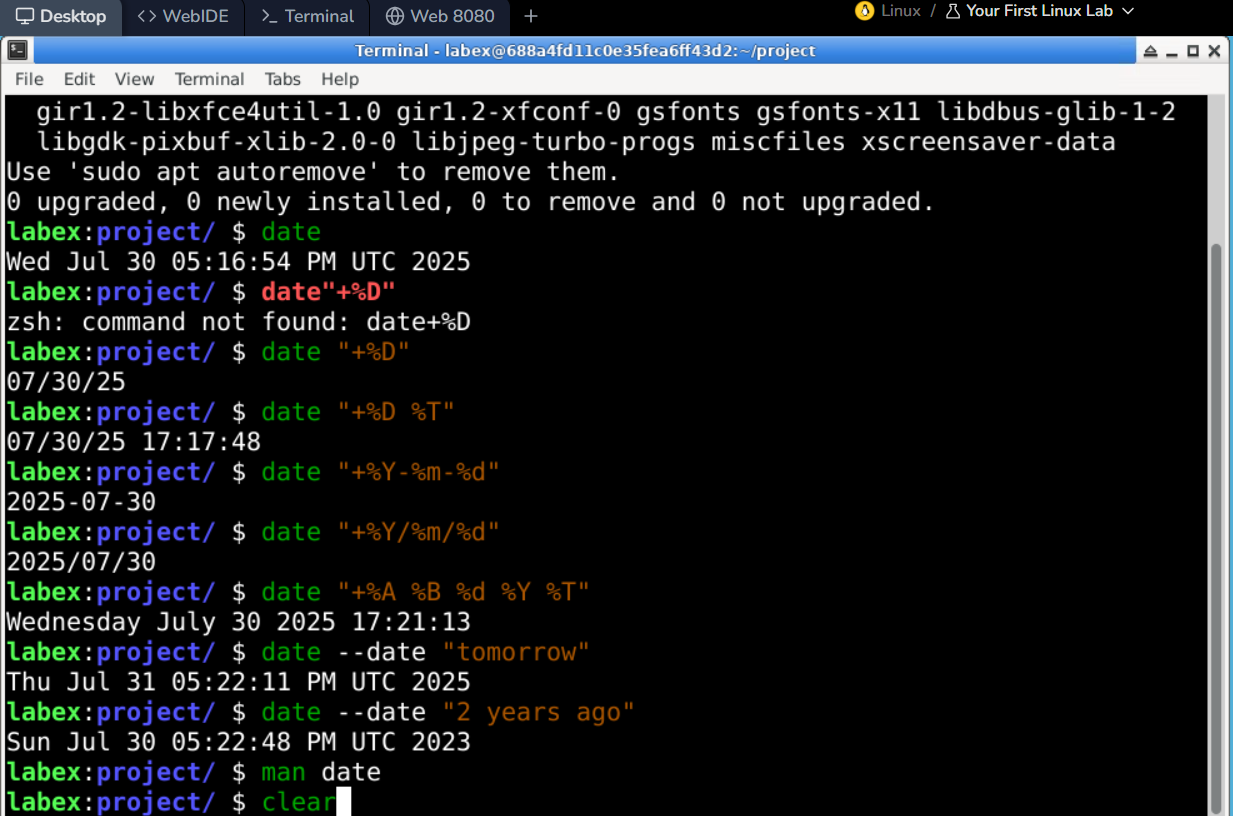 Desktop <> WebIDE >_ Terminal Web 8080 + Linux / Your First Linux Lab
Terminal - labex@688a4fd11c0e35fea6ff43d2:~/project
File Edit View Terminal Tabs Help
gir1.2-libxfce4util-1.0 gir1.2-xfconf-0 gsfonts gsfonts-x11 libdbus-glib-1-2
libgdk-pixbuf-xlib-2.0-0 libjpeg-turbo-progs miscfiles xscreensaver-data
Use 'sudo apt autoremove' to remove them.
0 upgraded, 0 newly installed, 0 to remove and 0 not upgraded.
labex:project/ $ date
Wed Jul 30 05:16:54 PM UTC 2025
labex:project/ $ date"+%D"
zsh: command not found: date+%D
labex:project/ $ date "+%D"
07/30/25
labex:project/ $ date "+%D %T"
07/30/25 17:17:48
labex:project/ $ date "+%Y-%m-%d"
2025-07-30
labex:project/ $ date "+%Y/%m/%d"
2025/07/30
labex:project/ $ date "+%A %B %d %Y %T"
Wednesday July 30 2025 17:21:13
labex:project/ $ date --date "tomorrow"
Thu Jul 31 05:22:11 PM UTC 2025
labex:project/ $ date --date "2 years ago"
Sun Jul 30 05:22:48 PM UTC 2023
labex:project/ $ man date
labex:project/ $ clear